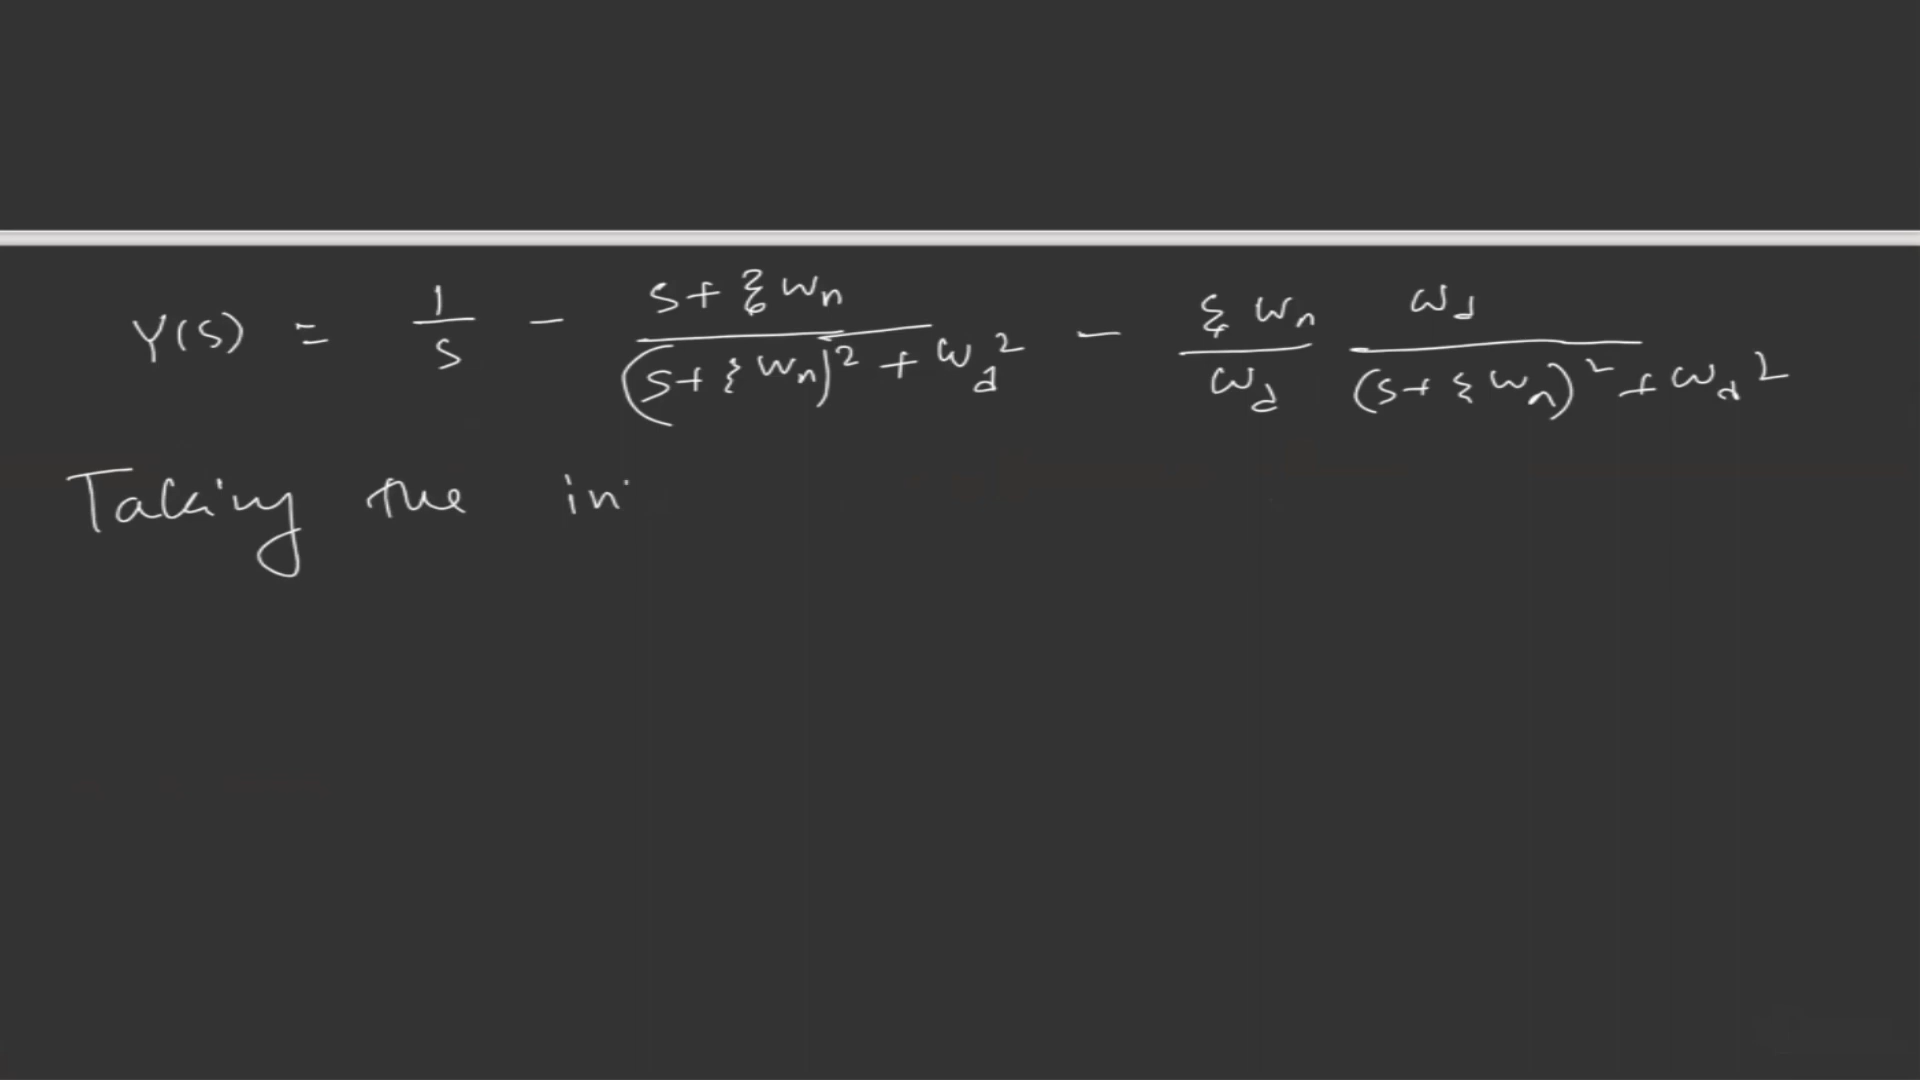 Y(s) = 1/s - (s+ξωn)/((s+ξωn)² + ωd²) - (ξωn/ωd) ωd/((s+ξωn)² + ωd²)
Taking the in